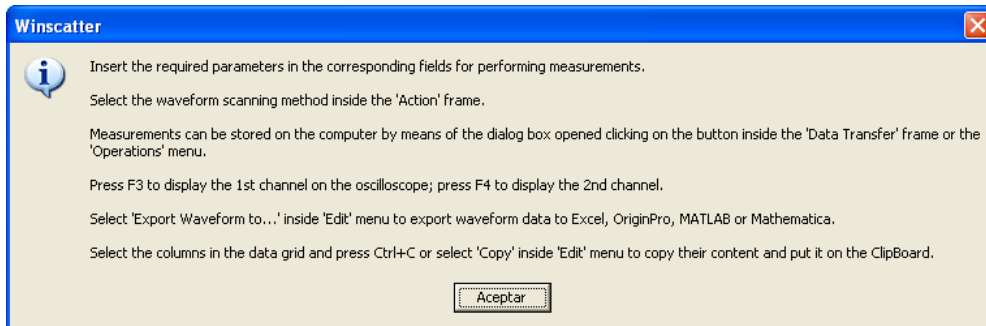 Winscatter
Insert the required parameters in the corresponding fields for performing measurements.
Select the waveform scanning method inside the 'Action' frame.
Measurements can be stored on the computer by means of the dialog box opened clicking on the button inside the 'Data Transfer' frame or the
'Operations' menu.
Press F3 to display the 1st channel on the oscilloscope; press F4 to display the 2nd channel.
Select 'Export Waveform to...' inside 'Edit' menu to export waveform data to Excel, OriginPro, MATLAB or Mathematica.
Select the columns in the data grid and press Ctrl+C or select 'Copy' inside 'Edit' menu to copy their content and put it on the ClipBoard.
Aceptar